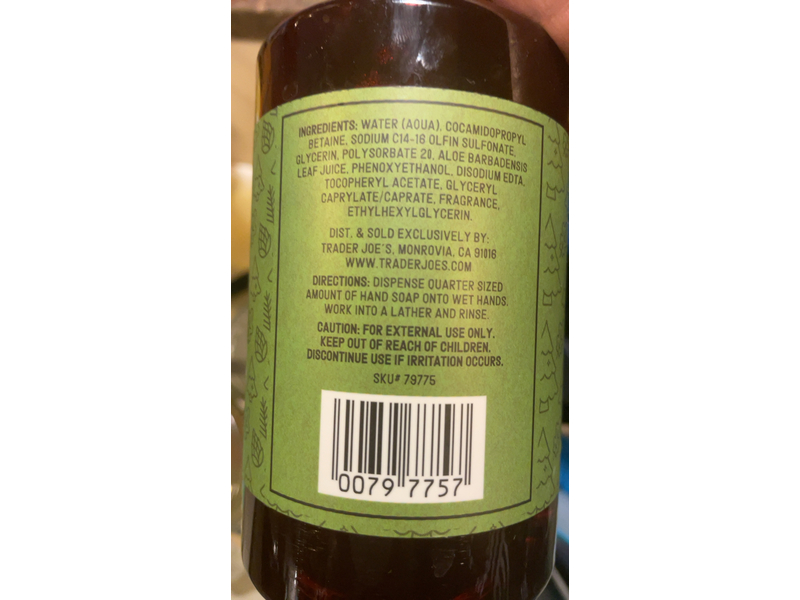 INGREDIENTS: WATER (AQUA), COCAMIDOPROPYL
BETAINE, SODIUM C14-16 OLFIN SULFONATE,
GLYCERIN, POLYSORBATE 20, ALOE BARBADENSIS
LEAF JUICE, PHENOXYETHANOL, DISODIUM EDTA,
TOCOPHERYL ACETATE, GLYCERYL
CAPRYLATE/CAPRATE, FRAGRANCE,
ETHYLHEXYLGLYCERIN.
DIST. & SOLD EXCLUSIVELY BY:
TRADER JOE'S, MONROVIA, CA 91016
WWW.TRADERJOES.COM
DIRECTIONS: DISPENSE QUARTER SIZED
AMOUNT OF HAND SOAP ONTO WET HANDS.
WORK INTO A LATHER AND RINSE.
CAUTION: FOR EXTERNAL USE ONLY.
KEEP OUT OF REACH OF CHILDREN.
DISCONTINUE USE IF IRRITATION OCCURS.
SKU# 79775
0079 7757